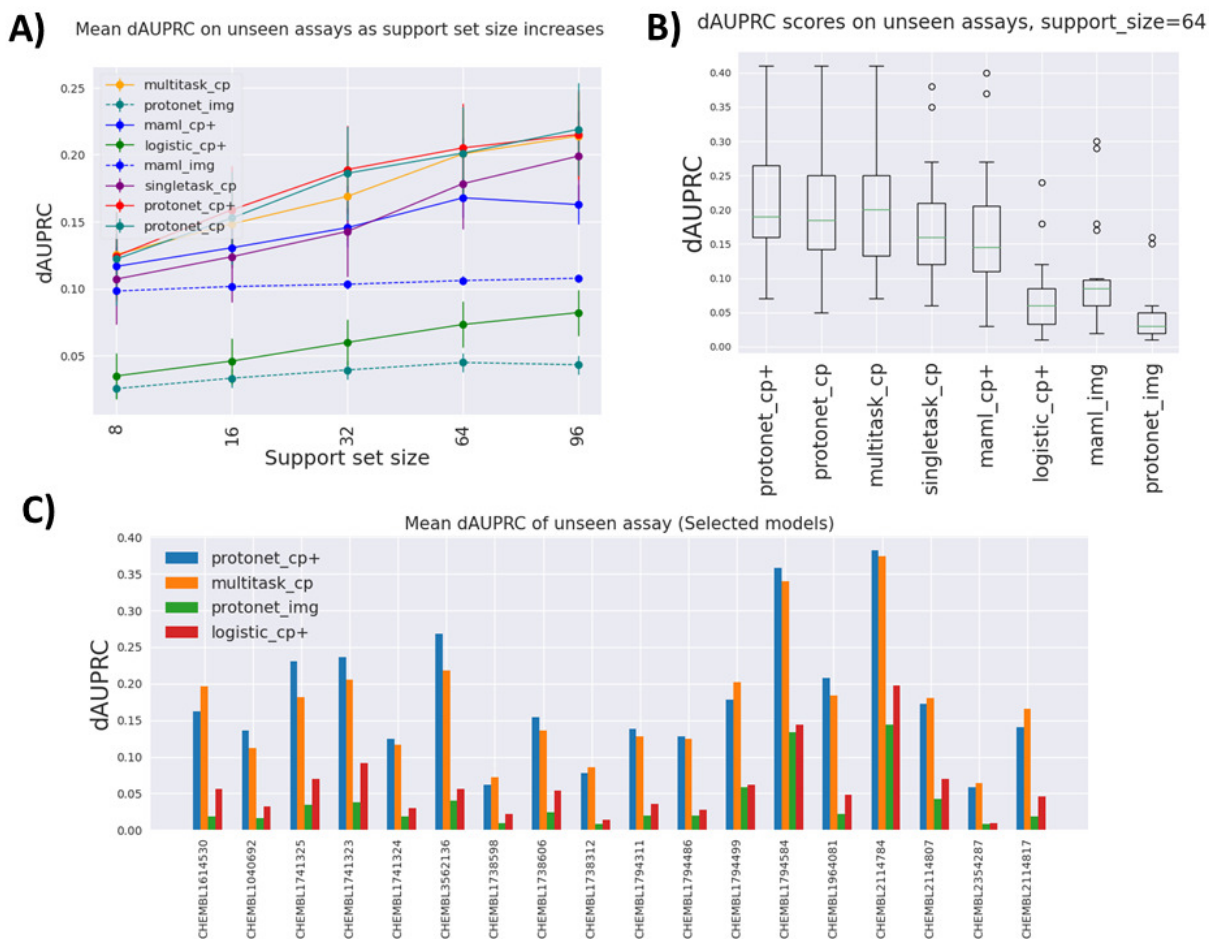 A)
Mean dAUPRC on unseen assays as support set size increases
dAUPRC
0.25
0.20
0.15
0.10
0.05
multitask_cp
protonet_img
maml_cp+
logistic_cp+
maml_img
singletask_cp
protonet_cp+
protonet_cp
8
16
32
64
96
Support set size
B)
dAUPRC scores on unseen assays, support_size=64
dAUPRC
0.40
0.35
0.30
0.25
0.20
0.15
0.10
0.05
0.00
protonet_cp+
protonet_cp
multitask_cp
singletask_cp
maml_cp+
logistic_cp+
maml_img
protonet_img
C)
Mean dAUPRC of unseen assay (Selected models)
dAUPRC
0.40
0.35
0.30
0.25
0.20
0.15
0.10
0.05
0.00
protonet_cp+
multitask_cp
protonet_img
logistic_cp+
CHEMBL1614530
CHEMBL1040692
CHEMBL1741325
CHEMBL1741323
CHEMBL1741324
CHEMBL3562136
CHEMBL1738598
CHEMBL1738606
CHEMBL1738312
CHEMBL1794311
CHEMBL1794486
CHEMBL1794499
CHEMBL1794584
CHEMBL1964081
CHEMBL2114784
CHEMBL2114807
CHEMBL2354287
CHEMBL2114817